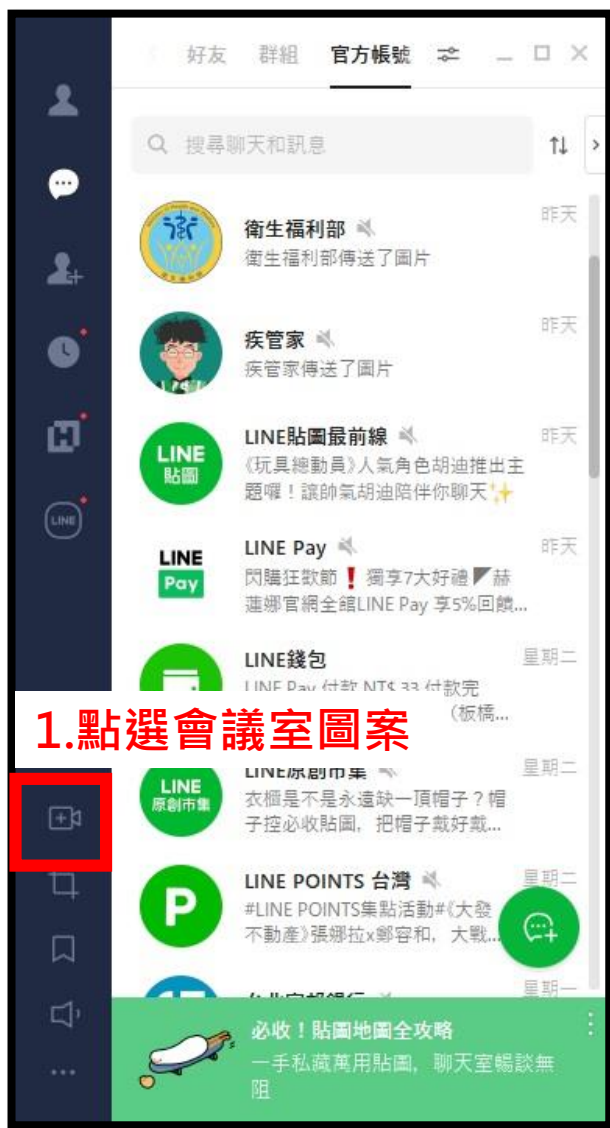 好友 群組 官方帳號
搜尋聊天和訊息
衛生福利部 昨天
衛生福利部傳送了圖片
疾管家 昨天
疾管家傳送了圖片
LINE
貼圖
LINE貼圖最前線 昨天
《玩具總動員》人氣角色胡迪推出主
題囉！讓帥氣胡迪陪伴你聊天✨
LINE
LINE
Pay
LINE Pay 昨天
閃購狂歡節❗獨享7大好禮◤赫
蓮娜官網全館LINE Pay 享5%回饋...
LINE錢包 星期二
LINE Pay 付款 NT$ 33 付款完
(板橋...
1.點選會議室圖案
LINE
原創市集
LINE原創市集 星期二
衣櫃是不是永遠缺一頂帽子？帽
子控必收貼圖，把帽子戴好戴...
P
LINE POINTS 台灣 星期二
#LINE POINTS集點活動#《大發
不動產》張娜拉x鄭容和，大戰...
星期一
必收！貼圖地圖全攻略
一手私藏萬用貼圖，聊天室暢談無
阻